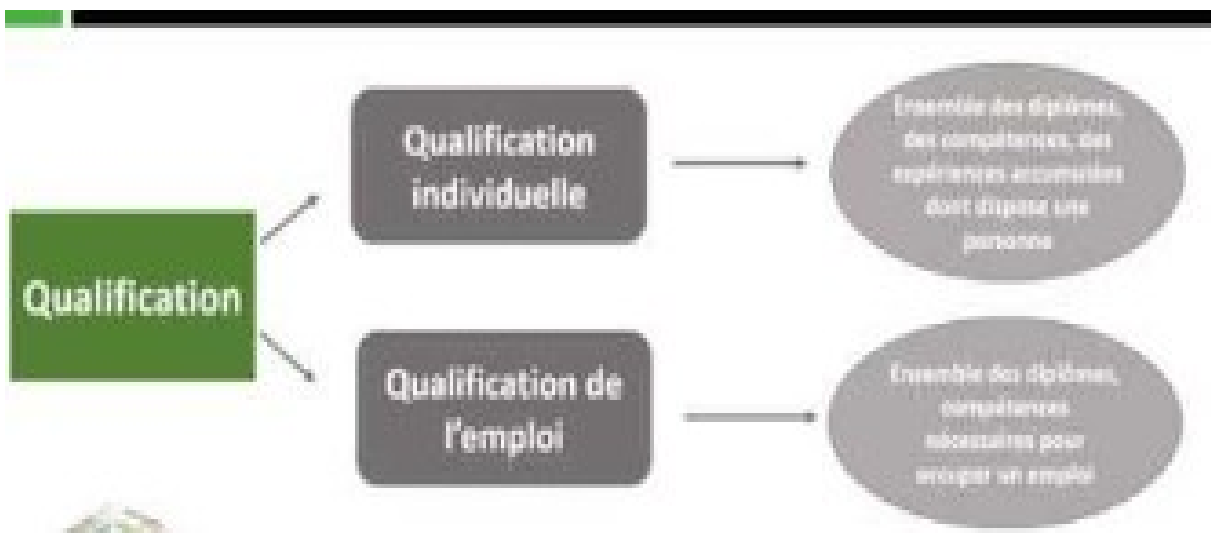 Qualification
Qualification
individuelle
Ensemble des diplômes,
des compétences, des
expériences accumulées
dont dispose une
personne
Qualification de
l'emploi
Ensemble des diplômes,
compétences
nécessaires pour
occuper un emploi